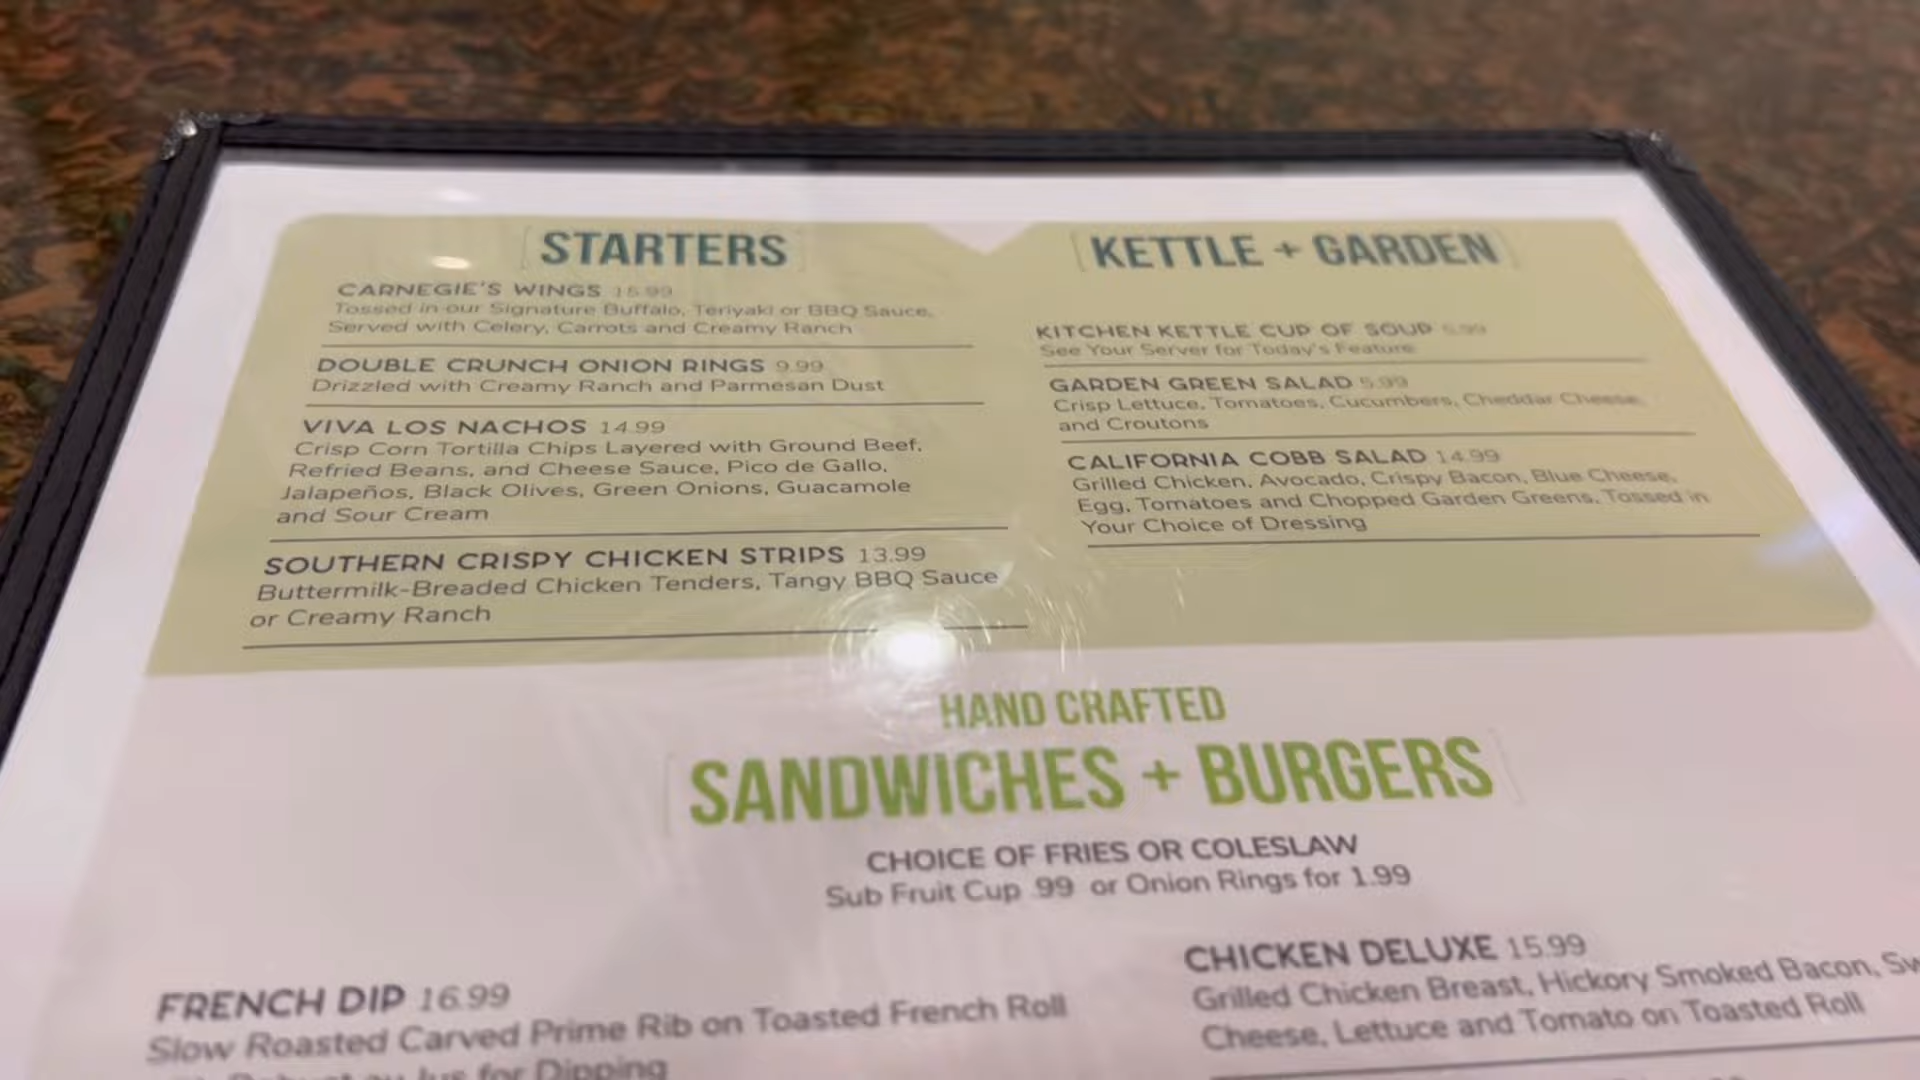 STARTERS
CARNEGIE'S WINGS 15.99
Tossed in our Signature Buffalo, Teriyaki or BBQ Sauce,
Served with Celery, Carrots and Creamy Ranch
DOUBLE CRUNCH ONION RINGS 9.99
Drizzled with Creamy Ranch and Parmesan Dust
VIVA LOS NACHOS 14.99
Crisp Corn Tortilla Chips Layered with Ground Beef,
Refried Beans, and Cheese Sauce, Pico de Gallo,
Jalapeños, Black Olives, Green Onions, Guacamole
and Sour Cream
SOUTHERN CRISPY CHICKEN STRIPS 13.99
Buttermilk-Breaded Chicken Tenders, Tangy BBQ Sauce
or Creamy Ranch
KETTLE + GARDEN
KITCHEN KETTLE CUP OF SOUP
See Your Server for Today's Feature
GARDEN GREEN SALAD 5.99
Crisp Lettuce, Tomatoes, Cucumbers, Cheddar Cheese,
and Croutons
CALIFORNIA COBB SALAD 14.99
Grilled Chicken, Avocado, Crispy Bacon, Blue Cheese,
Egg, Tomatoes and Chopped Garden Greens, Tossed in
Your Choice of Dressing
HAND CRAFTED
SANDWICHES + BURGERS
CHOICE OF FRIES OR COLESLAW
Sub Fruit Cup .99 or Onion Rings for 1.99
FRENCH DIP 16.99
Slow Roasted Carved Prime Rib on Toasted French Roll
au Jus for Dipping
CHICKEN DELUXE 15.99
Grilled Chicken Breast, Hickory Smoked Bacon, Sw
Cheese, Lettuce and Tomato on Toasted Roll